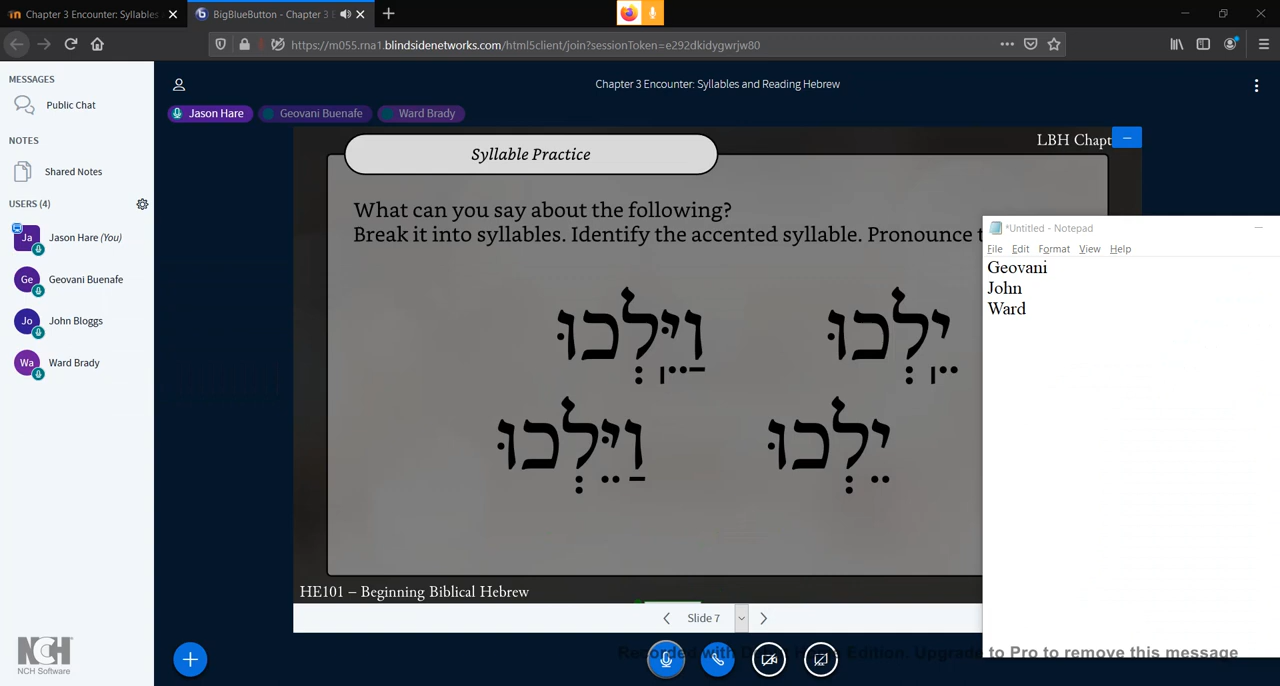 Chapter 3 Encounter: Syllables
BigBlueButton - Chapter 3 E
https://m055.rna1.blindsidenetworks.com/html5client/join?sessionToken=e292dkidygwrjw80
MESSAGES
Public Chat
NOTES
Shared Notes
USERS (4)
Ja
Jason Hare (You)
Ge
Geovani Buenafe
Jo
John Bloggs
Wa
Ward Brady
NCH
NCH Software
Chapter 3 Encounter: Syllables and Reading Hebrew
Jason Hare
Geovani Buenafe
Ward Brady
LBH Chapt
Syllable Practice
What can you say about the following?
Break it into syllables. Identify the accented syllable. Pronounce t
יֵֽלְכוּ וַיֵּֽלְכוּ
יֵלְכוּ וַיֵּלְכוּ
HE101 – Beginning Biblical Hebrew
Slide 7
*Untitled - Notepad
File Edit Format View Help
Geovani
John
Ward
Edition. Upgrade to Pro to remove this message